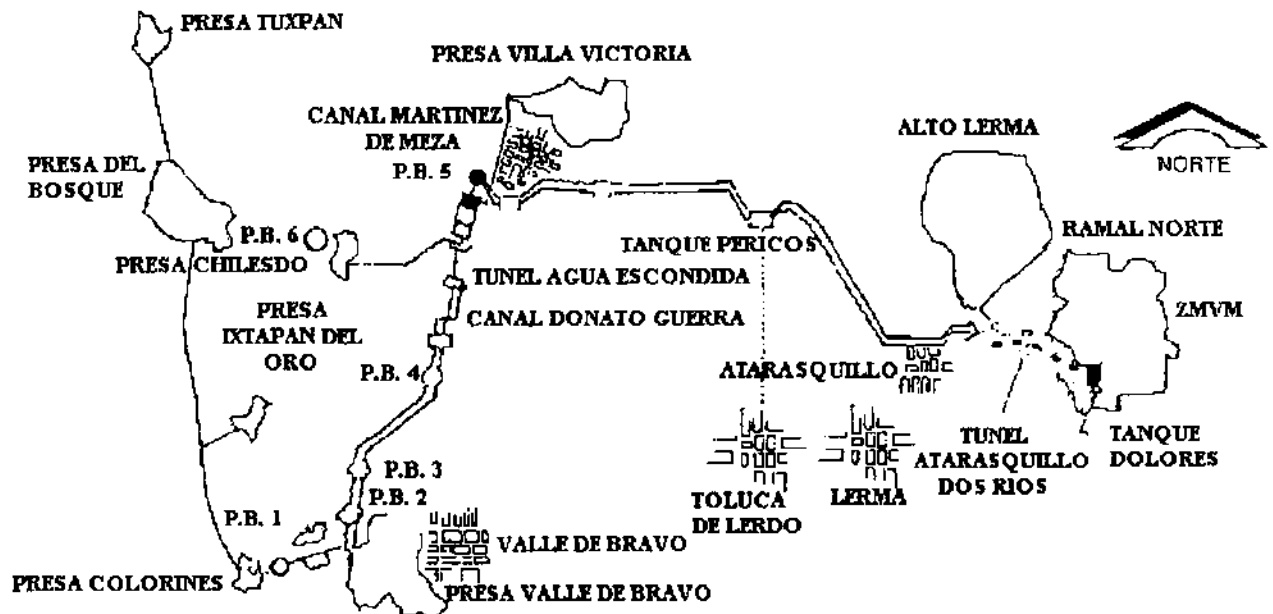 PRESA TUXPAN
PRESA VILLA VICTORIA
CANAL MARTINEZ
DE MEZA
ALTO LERMA
NORTE
PRESA DEL
BOSQUE
P.B. 5
P.B. 6
PRESA CHILESDO
TANQUE PERICOS
RAMAL NORTE
TUNEL AGUA ESCONDIDA
PRESA
IXTAPAN DEL
ORO
CANAL DONATO GUERRA
ZMVM
P.B. 4
ATARASQUILLO
P.B. 3
P.B. 2
P.B. 1
TOLUCA
DE LERDO
LERMA
TUNEL
ATARASQUILLO
DOS RIOS
TANQUE
DOLORES
VALLE DE BRAVO
PRESA COLORINES
PRESA VALLE DE BRAVO